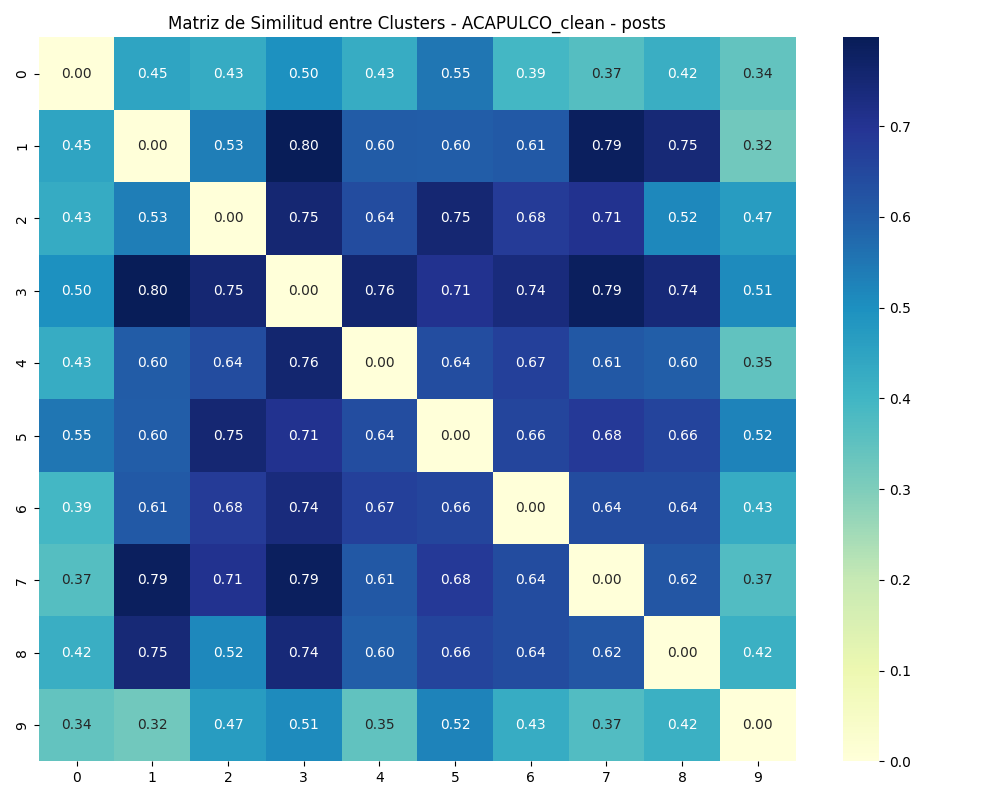 Matriz de Similitud entre Clusters - ACAPULCO_clean - posts
0 0.00 0.45 0.43 0.50 0.43 0.55 0.39 0.37 0.42 0.34
1 0.45 0.00 0.53 0.80 0.60 0.60 0.61 0.79 0.75 0.32
2 0.43 0.53 0.00 0.75 0.64 0.75 0.68 0.71 0.52 0.47
3 0.50 0.80 0.75 0.00 0.76 0.71 0.74 0.79 0.74 0.51
4 0.43 0.60 0.64 0.76 0.00 0.64 0.67 0.61 0.60 0.35
5 0.55 0.60 0.75 0.71 0.64 0.00 0.66 0.68 0.66 0.52
6 0.39 0.61 0.68 0.74 0.67 0.66 0.00 0.64 0.64 0.43
7 0.37 0.79 0.71 0.79 0.61 0.68 0.64 0.00 0.62 0.37
8 0.42 0.75 0.52 0.74 0.60 0.66 0.64 0.62 0.00 0.42
9 0.34 0.32 0.47 0.51 0.35 0.52 0.43 0.37 0.42 0.00
0 1 2 3 4 5 6 7 8 9
0.7
0.6
0.5
0.4
0.3
0.2
0.1
0.0